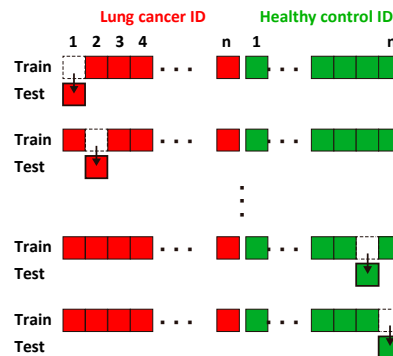 Lung cancer ID Healthy control ID
1 2 3 4 n 1 n
Train
Test
Train
Test
Train
Test
Train
Test